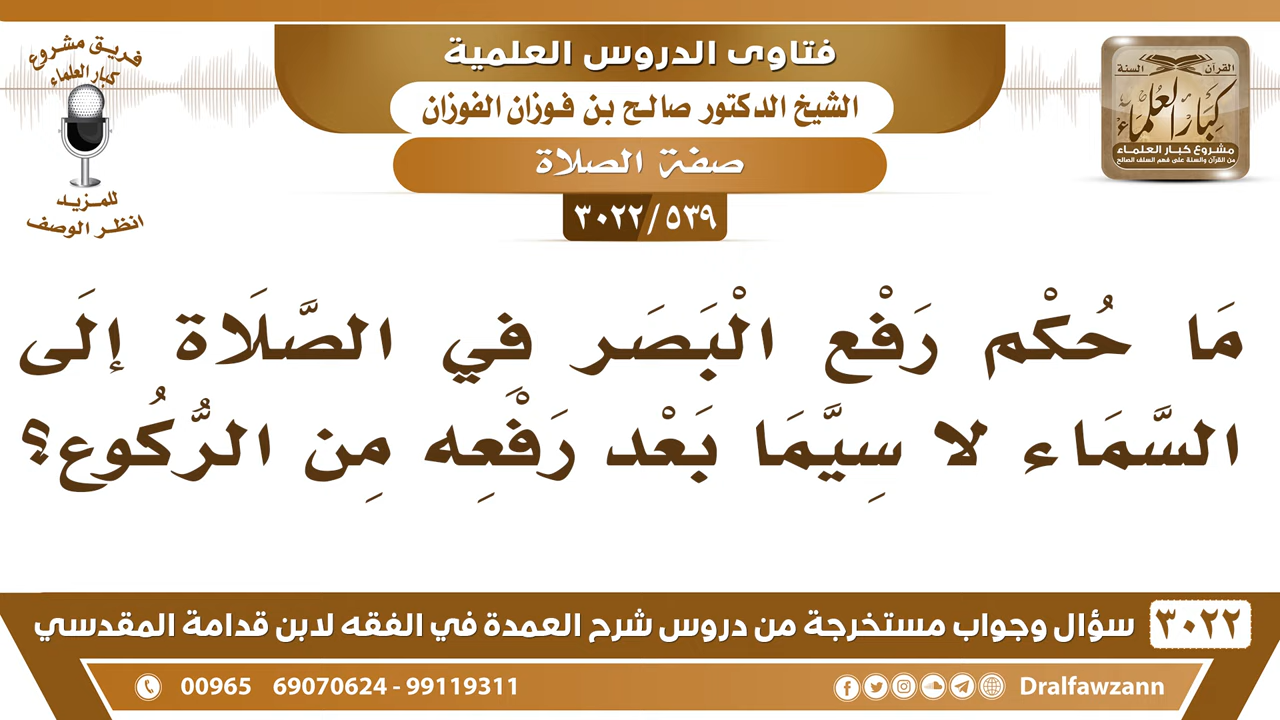 فريق مشروع
كبار العلماء
للمزيد
انظر الوصف
فتاوى الدروس العلمية
الشيخ الدكتور صالح بن فوزان الفوزان
صفة الصلاة
٥٣٩/ ٣٠٢٢
القرآن السنة
كبار العلماء
مشروع كبار العلماء
من القرآن والسنة على فهم السلف الصالح
مَا حُكْم رَفْع الْبَصَر في الصَّلَاة إلَى
السَّمَاء لا سِيَّمَا بَعْد رَفْعِه مِن الرُّكُوع؟
٣٠٢٢ سؤال وجواب مستخرجة من دروس شرح العمدة في الفقه لابن قدامة المقدسي
00965 69070624 - 99119311
Dralfawzann